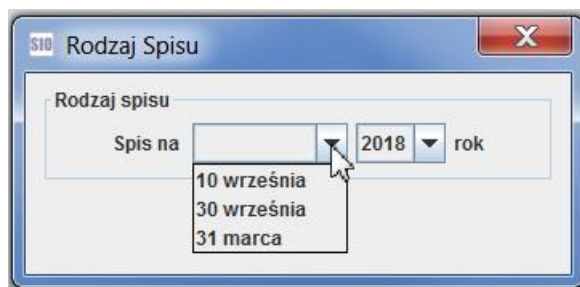 SIO Rodzaj Spisu
Rodzaj spisu
Spis na 2018 rok
10 września
30 września
31 marca